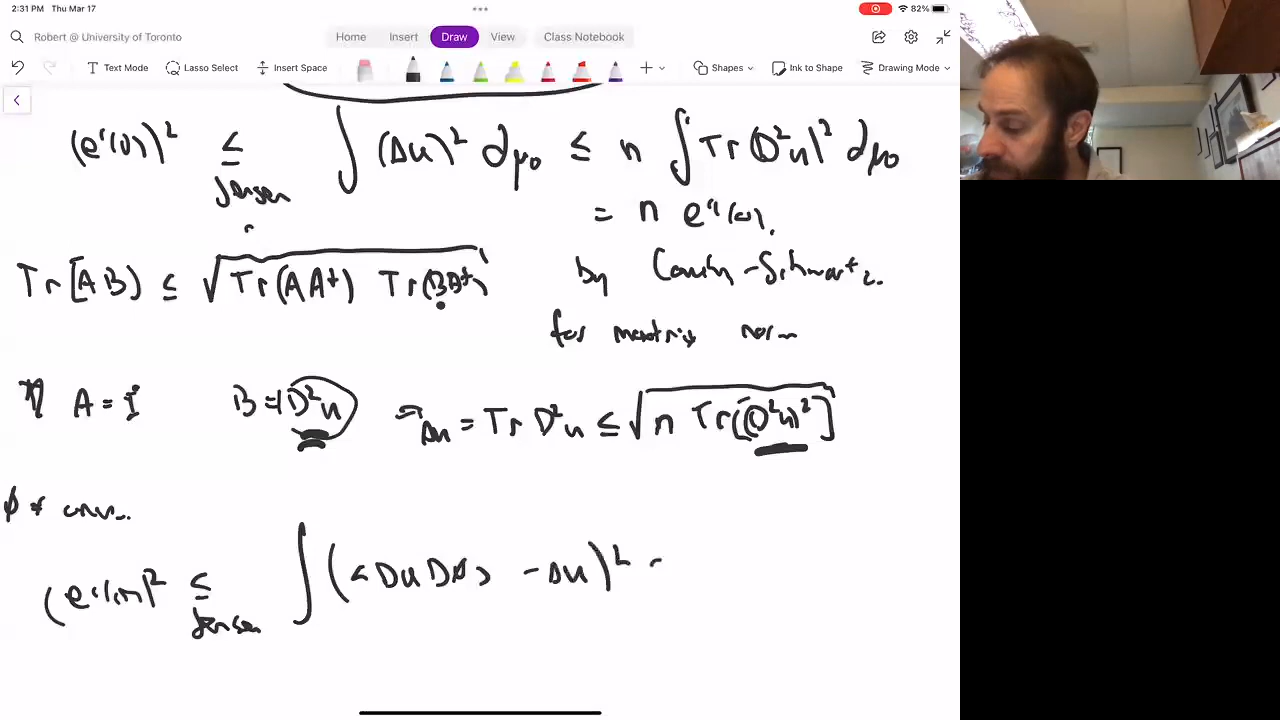 2:31 PM Thu Mar 17
82%
Robert @ University of Toronto
Home Insert Draw View Class Notebook
Text Mode Lasso Select Insert Space Shapes Ink to Shape Drawing Mode
(e'(0))² ≤ ∫ (Δu)² dμ₀ ≤ n ∫ Tr(D²u)² dμ₀
Jensen
= n e''(0).
Tr[AB] ≤ √Tr(AA+) Tr(BB+)
by Cauchy-Schwartz.
for matrix norm
A = I B = D²u ⇒ Δu = Tr D²u ≤ √n Tr[(D²u)²]
(e'(0))² ≤ ∫ (< Du Dϕ > - Δu)²
Jensen